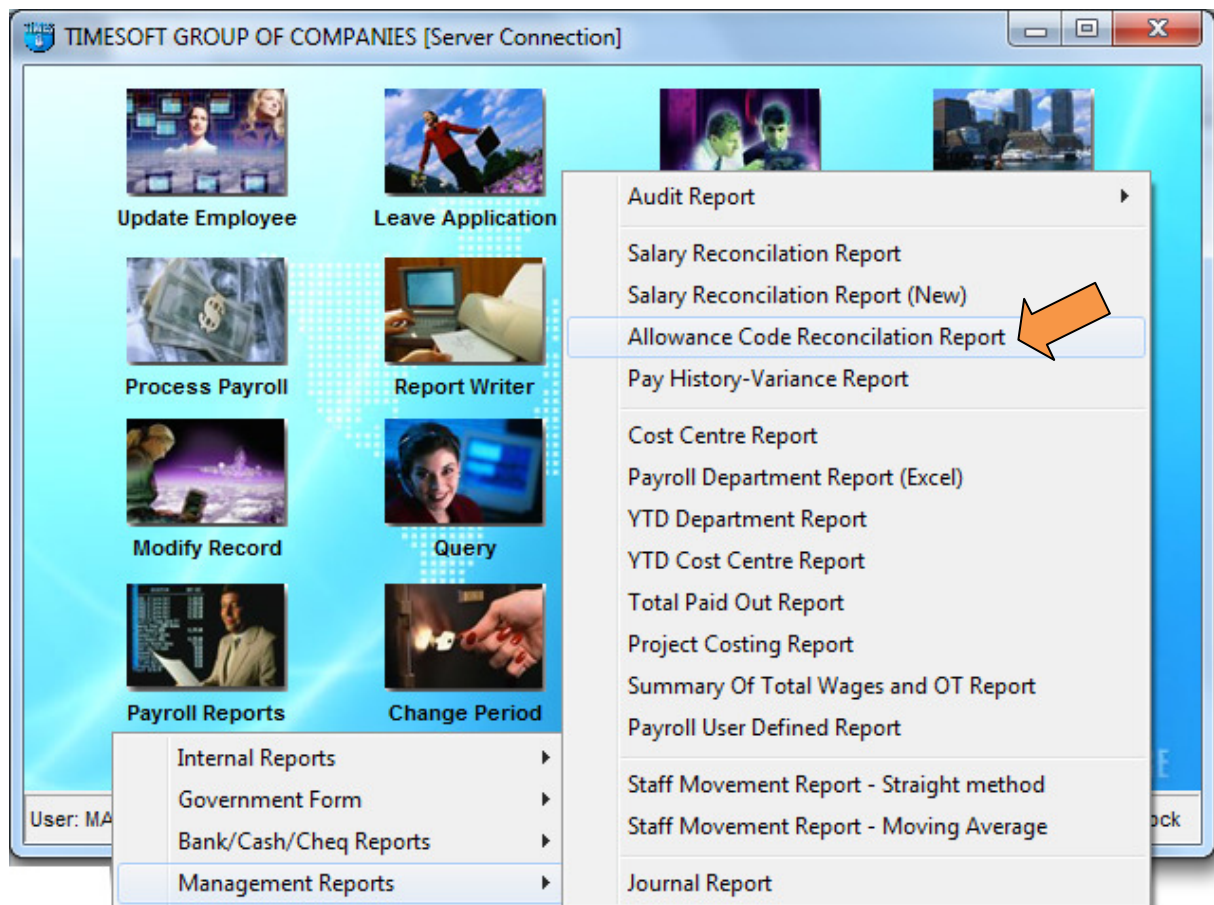 TIMESOFT GROUP OF COMPANIES [Server Connection]
Update Employee
Leave Application
Process Payroll
Report Writer
Modify Record
Query
Payroll Reports
Change Period
Internal Reports
Government Form
Bank/Cash/Cheq Reports
Management Reports
Audit Report
Salary Reconcilation Report
Salary Reconcilation Report (New)
Allowance Code Reconcilation Report
Pay History-Variance Report
Cost Centre Report
Payroll Department Report (Excel)
YTD Department Report
YTD Cost Centre Report
Total Paid Out Report
Project Costing Report
Summary Of Total Wages and OT Report
Payroll User Defined Report
Staff Movement Report - Straight method
Staff Movement Report - Moving Average
Journal Report
User: MA